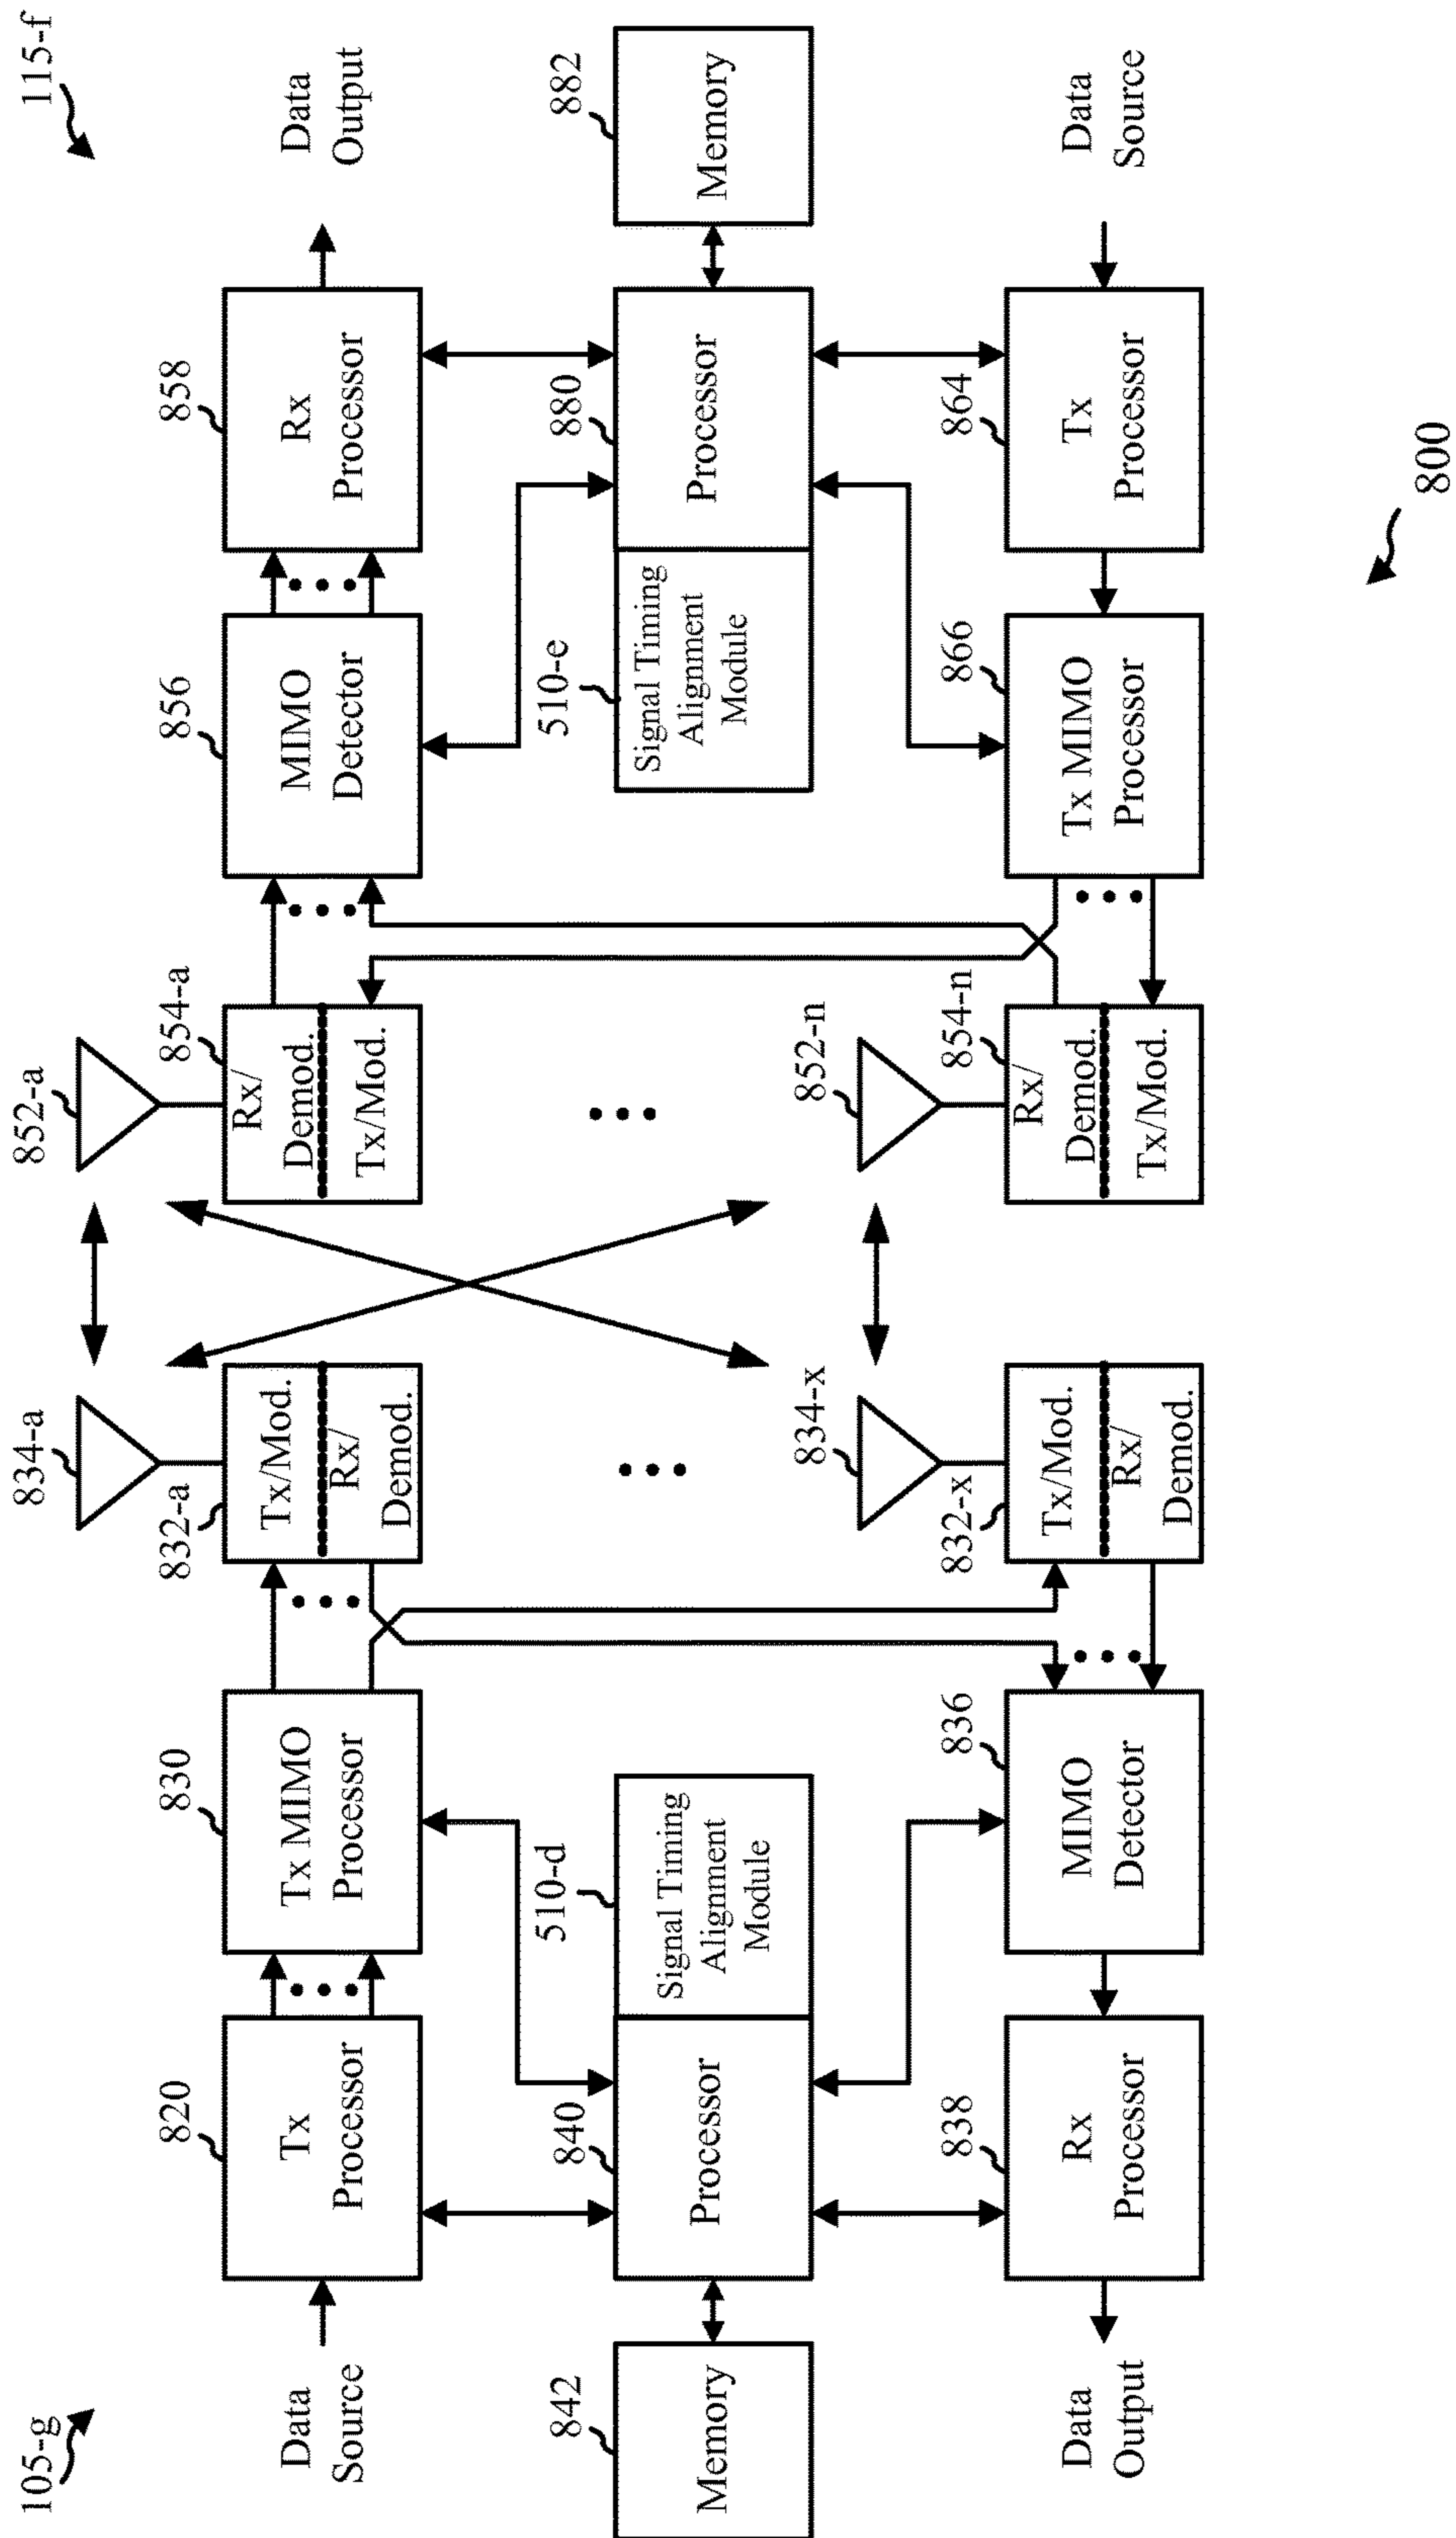 105-g
115-f
834-a
852-a
820
830
832-a
854-a
856
858
Data
Source
Tx
Processor
Tx MIMO
Processor
Tx/Mod.
Rx/
Demod.
Rx/
Demod.
Tx/Mod.
MIMO
Detector
Rx
Processor
Data
Output
842
840
510-d
510-e
880
882
Memory
Processor
Signal Timing
Alignment
Module
Signal Timing
Alignment
Module
Processor
Memory
834-x
852-n
838
836
832-x
854-n
866
864
Data
Output
Rx
Processor
MIMO
Detector
Tx/Mod.
Rx/
Demod.
Rx/
Demod.
Tx/Mod.
Tx MIMO
Processor
Tx
Processor
Data
Source
800